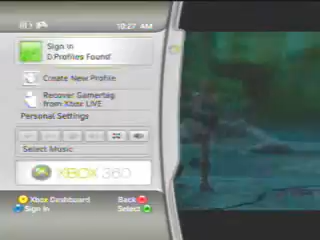 10:27 AM
Sign In
0 Profiles Found
Create New Profile
Recover Gamertag
from Xbox LIVE
Personal Settings
Select Music
XBOX 360
Y Xbox Dashboard
Back B
X Sign In
Select A